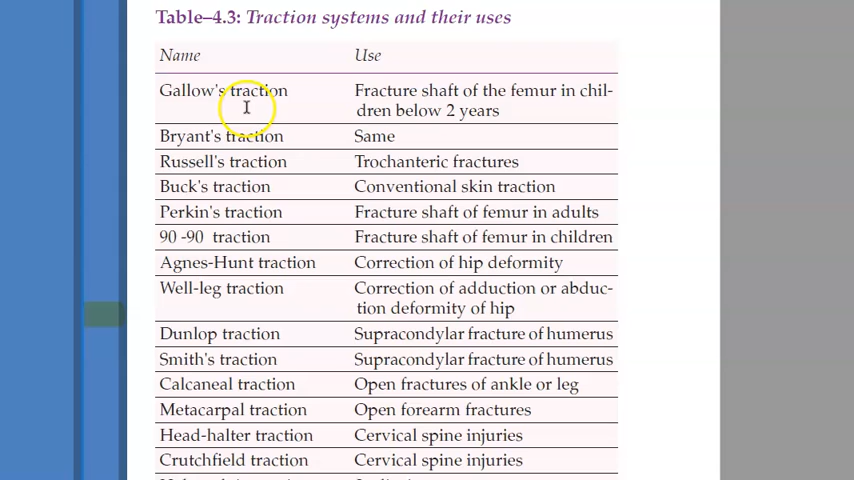 Table–4.3: Traction systems and their uses
Name Use
Gallow's traction Fracture shaft of the femur in chil-
dren below 2 years
Bryant's traction Same
Russell's traction Trochanteric fractures
Buck's traction Conventional skin traction
Perkin's traction Fracture shaft of femur in adults
90 -90 traction Fracture shaft of femur in children
Agnes-Hunt traction Correction of hip deformity
Well-leg traction Correction of adduction or abduc-
tion deformity of hip
Dunlop traction Supracondylar fracture of humerus
Smith's traction Supracondylar fracture of humerus
Calcaneal traction Open fractures of ankle or leg
Metacarpal traction Open forearm fractures
Head-halter traction Cervical spine injuries
Crutchfield traction Cervical spine injuries